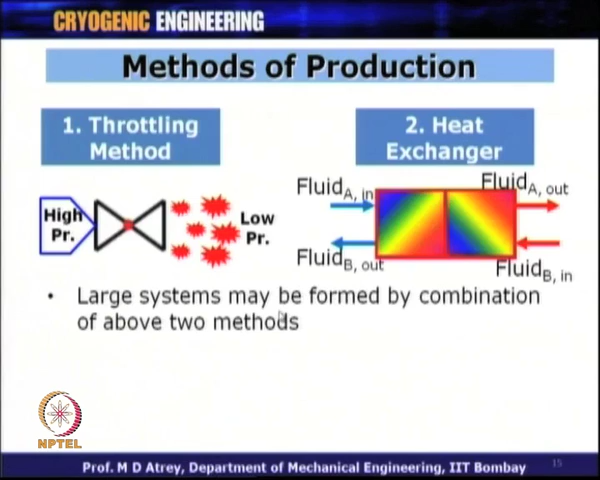 CRYOGENIC ENGINEERING
Methods of Production
1. Throttling
Method
2. Heat
Exchanger
High
Pr.
Low
Pr.
FluidA, in
FluidA, out
FluidB, out
FluidB, in
• Large systems may be formed by combination
of above two methods
NPTEL
Prof. M D Atrey, Department of Mechanical Engineering, IIT Bombay
15